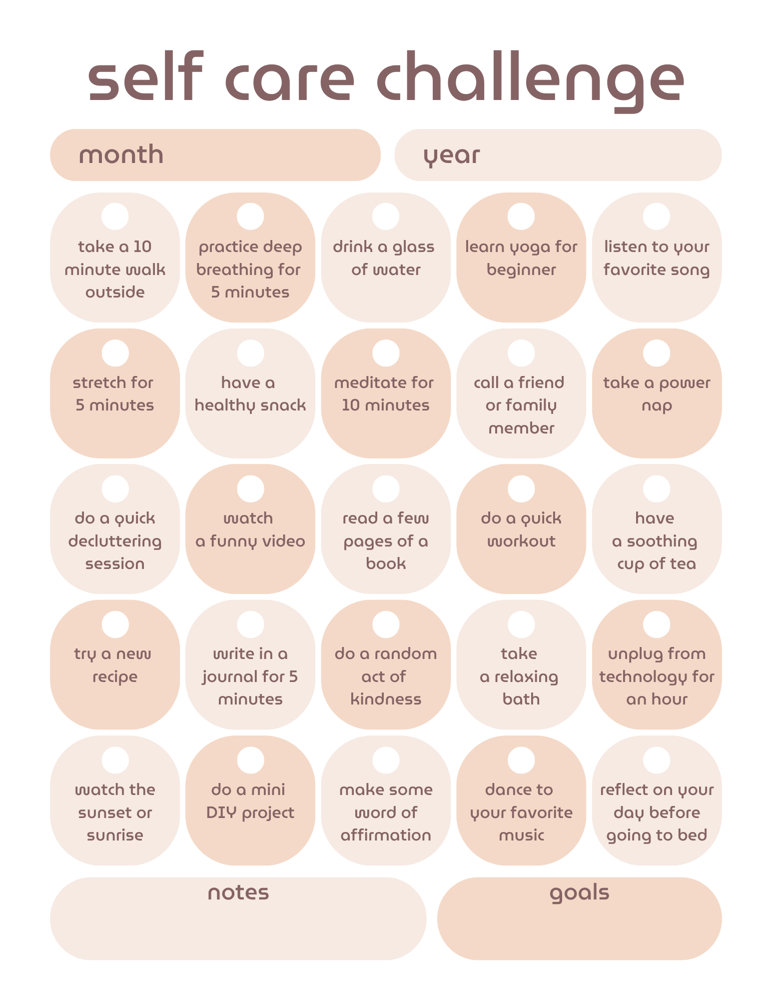 self care challenge
month
year
take a 10
minute walk
outside
practice deep
breathing for
5 minutes
drink a glass
of water
learn yoga for
beginner
listen to your
favorite song
stretch for
5 minutes
have a
healthy snack
meditate for
10 minutes
call a friend
or family
member
take a power
nap
do a quick
decluttering
session
watch
a funny video
read a few
pages of a
book
do a quick
workout
have
a soothing
cup of tea
try a new
recipe
write in a
journal for 5
minutes
do a random
act of
kindness
take
a relaxing
bath
unplug from
technology for
an hour
watch the
sunset or
sunrise
do a mini
DIY project
make some
word of
affirmation
dance to
your favorite
music
reflect on your
day before
going to bed
notes
goals